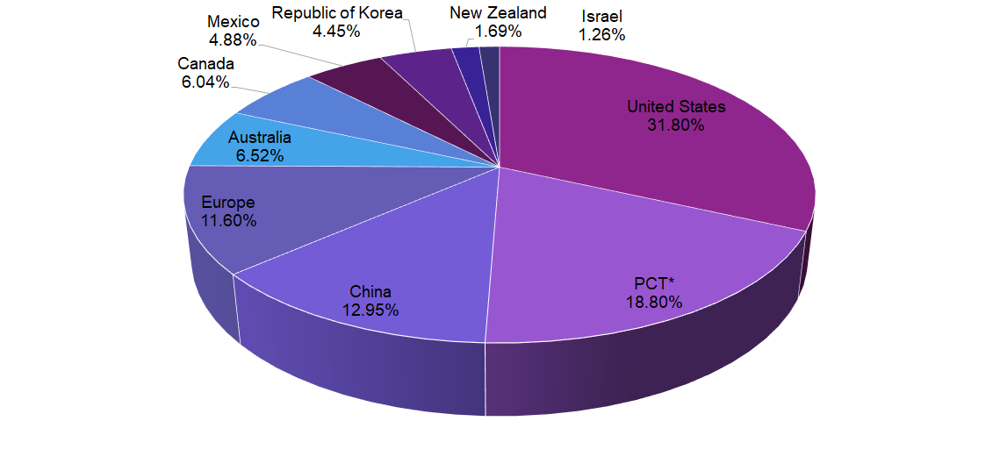 Republic of Korea
4.45%
New Zealand
1.69%
Israel
1.26%
Mexico
4.88%
Canada
6.04%
United States
31.80%
Australia
6.52%
Europe
11.60%
PCT*
18.80%
China
12.95%